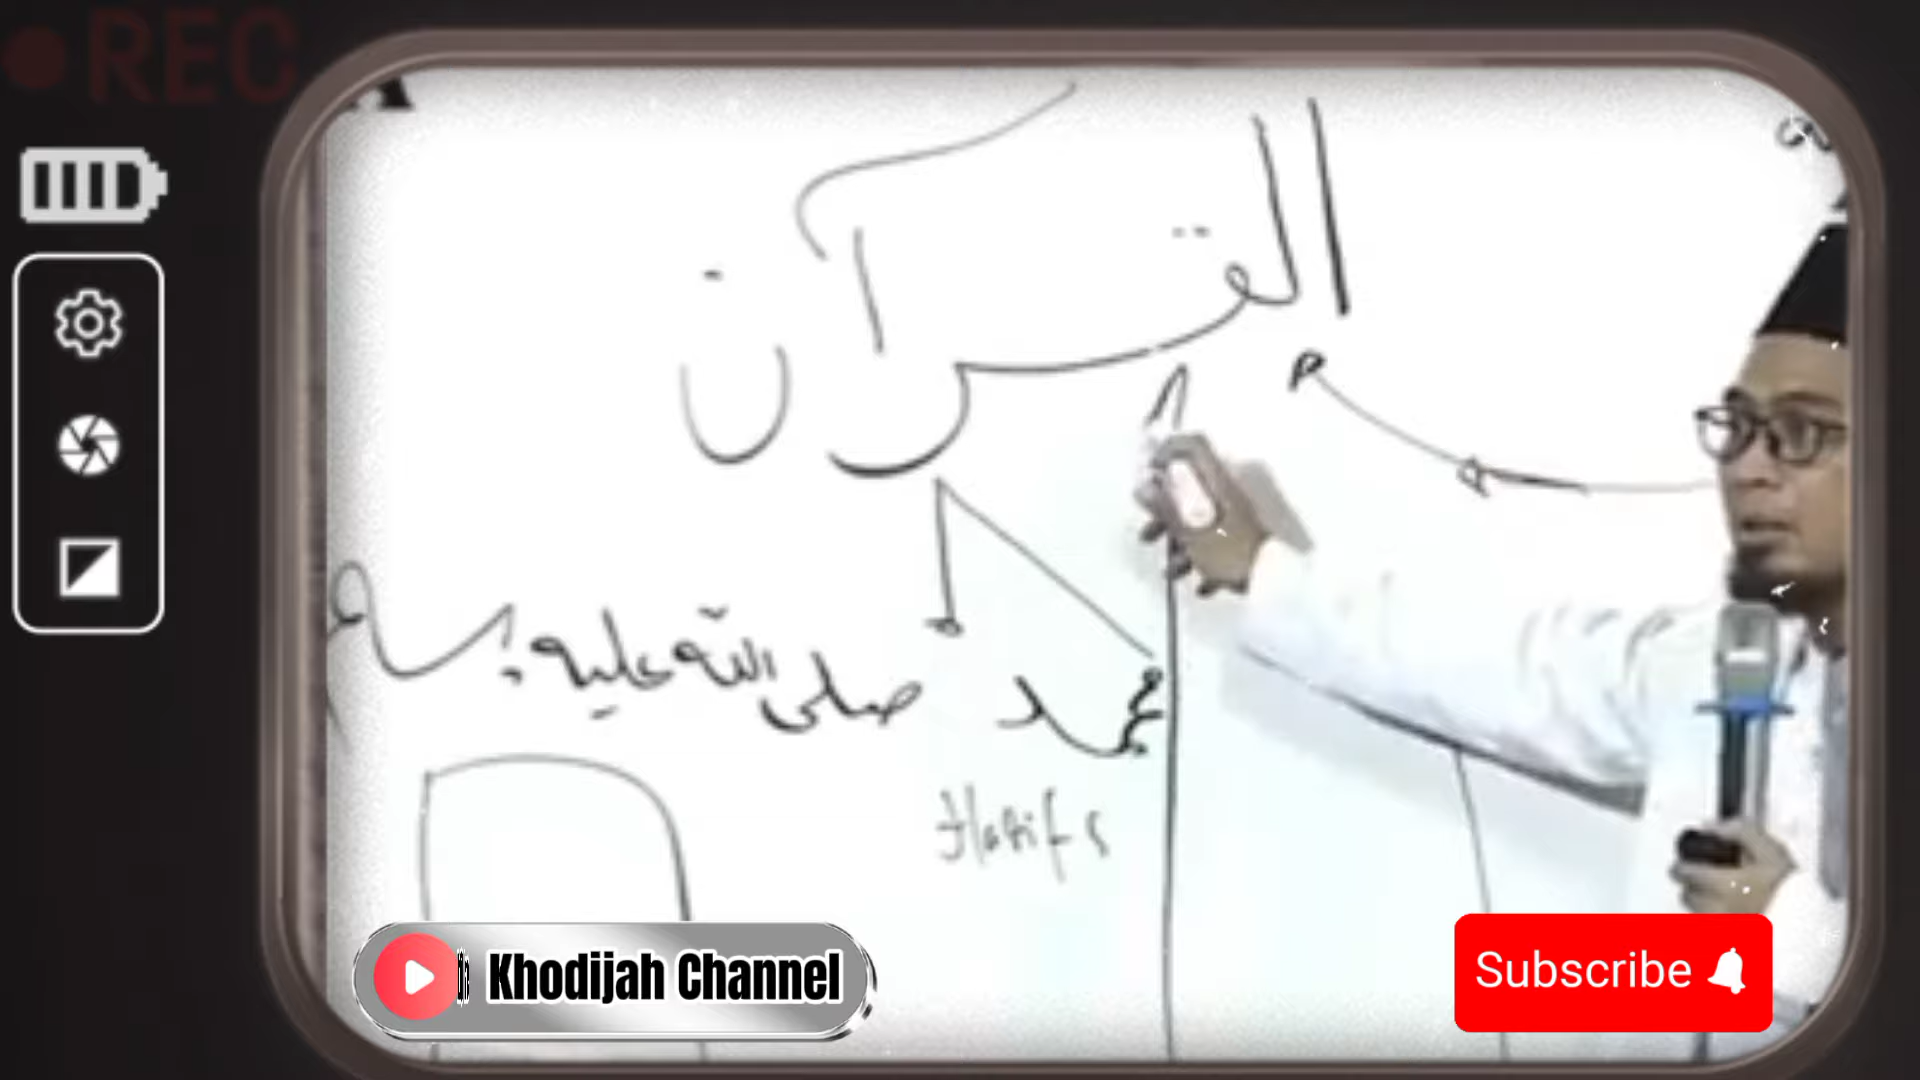 REC
القرآن
محمد صلى الله عليه و
Khodijah Channel
Subscribe